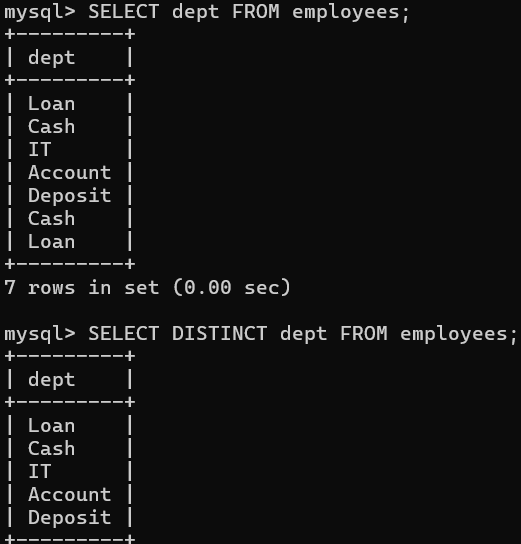 mysql> SELECT dept FROM employees;
+---------+
| dept    |
+---------+
| Loan    |
| Cash    |
| IT      |
| Account |
| Deposit |
| Cash    |
| Loan    |
+---------+
7 rows in set (0.00 sec)

mysql> SELECT DISTINCT dept FROM employees;
+---------+
| dept    |
+---------+
| Loan    |
| Cash    |
| IT      |
| Account |
| Deposit |
+---------+